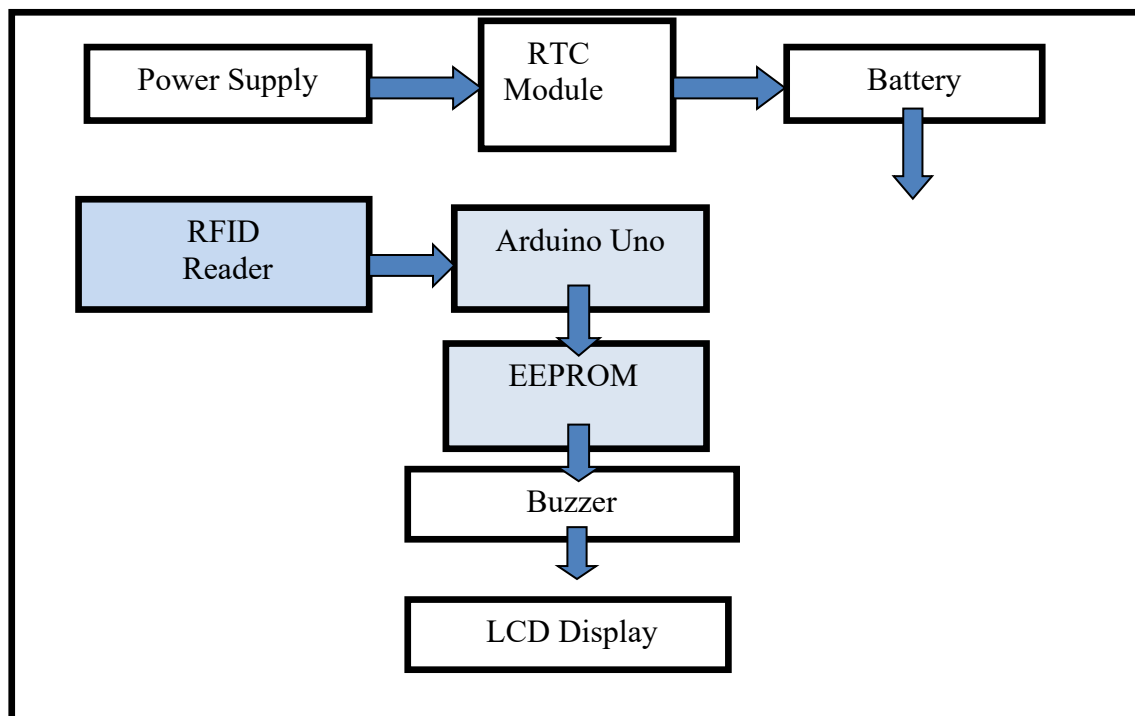 Power Supply
RTC
Module
Battery
RFID
Reader
Arduino Uno
EEPROM
Buzzer
LCD Display